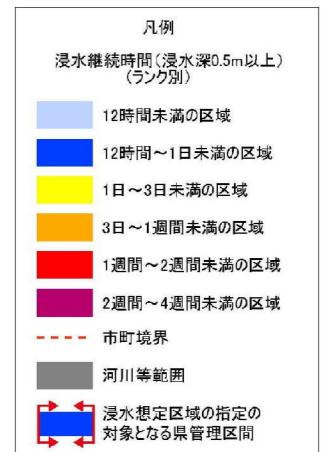 凡例
浸水継続時間(浸水深0.5m以上)
(ランク別)
12時間未満の区域
12時間～1日未満の区域
1日～3日未満の区域
3日～1週間未満の区域
1週間～2週間未満の区域
2週間～4週間未満の区域
市町境界
河川等範囲
浸水想定区域の指定の
対象となる県管理区間